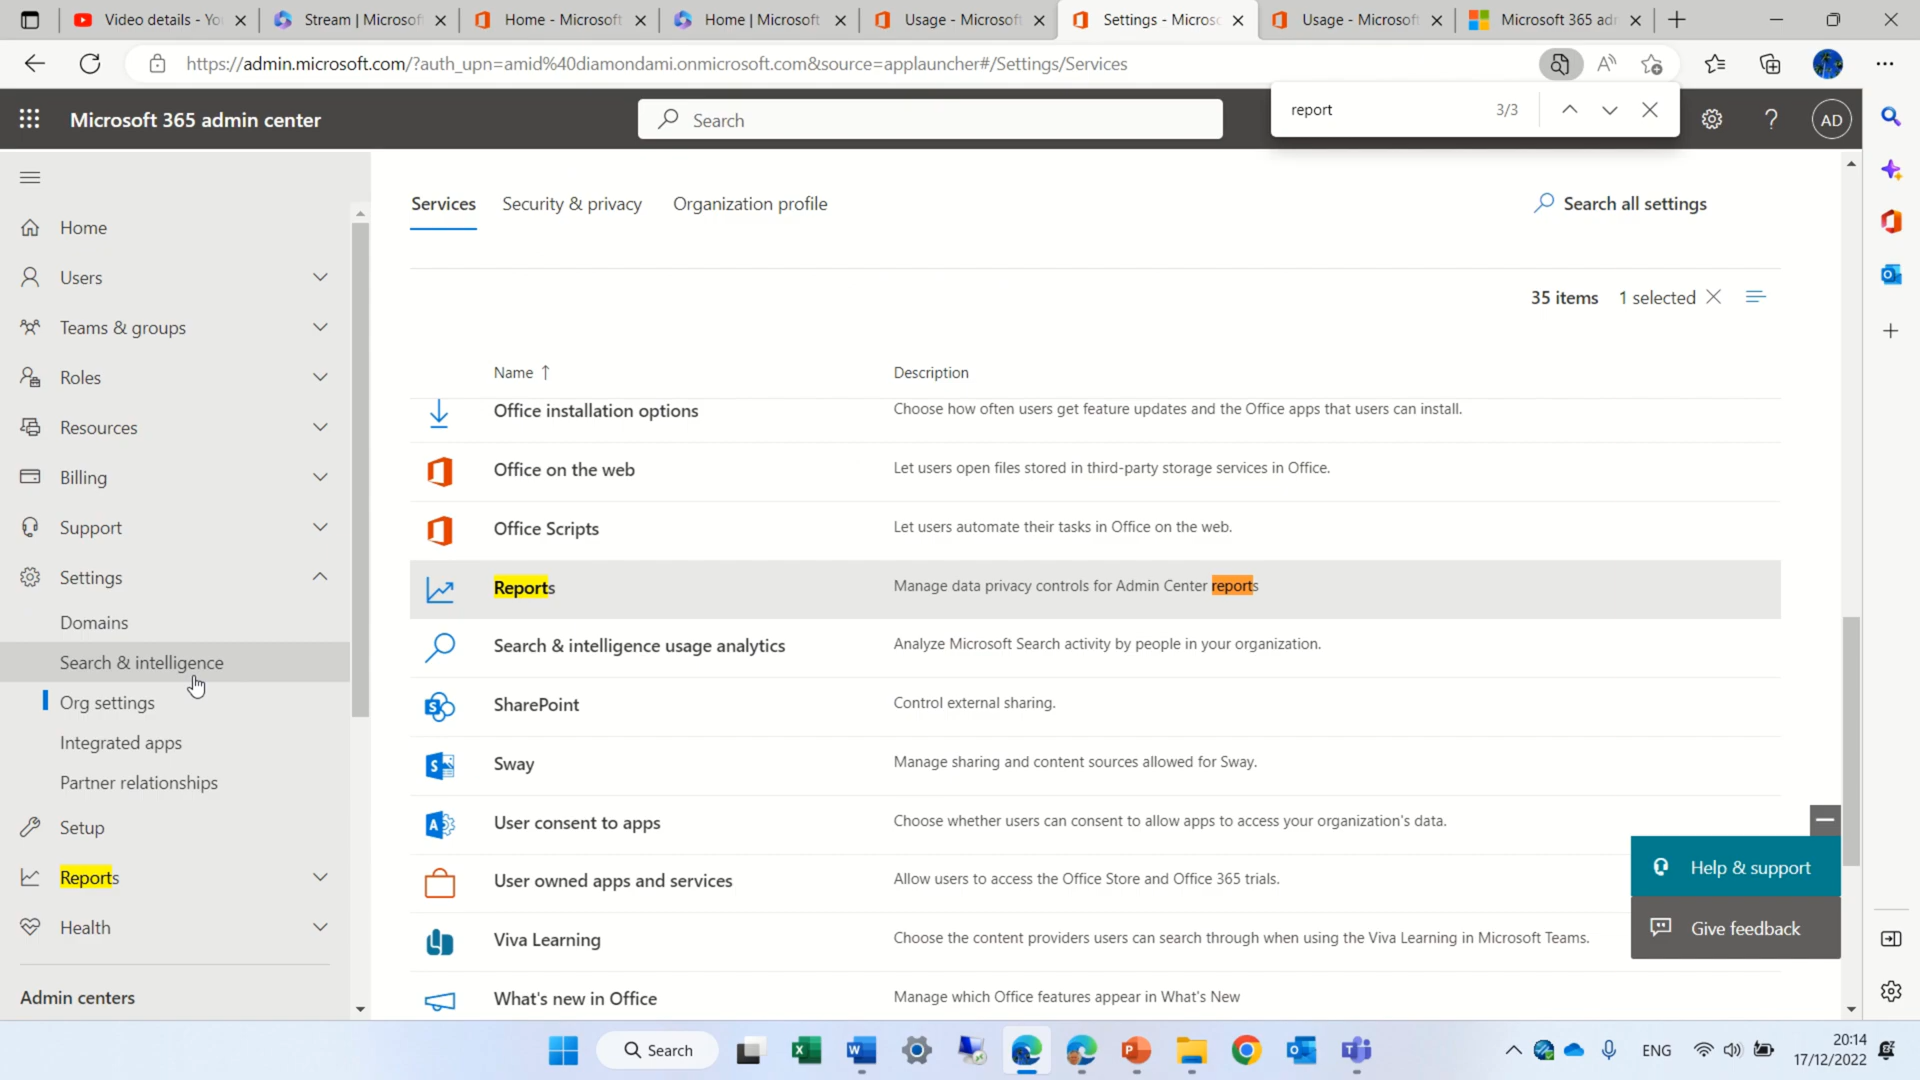 Video details - Yo
Stream | Microsof
Home - Microsoft
Home | Microsoft
Usage - Microsoft
Settings - Microso
Usage - Microsoft
Microsoft 365 adm
https://admin.microsoft.com/?auth_upn=amid%40diamondami.onmicrosoft.com&source=applauncher#/Settings/Services
report
3/3
Microsoft 365 admin center
Search
AD
Services
Security & privacy
Organization profile
Search all settings
Home
Users
Teams & groups
Roles
Resources
Billing
Support
Settings
Domains
Search & intelligence
Org settings
Integrated apps
Partner relationships
Setup
Reports
Health
Admin centers
35 items
1 selected
Name
Description
Office installation options
Choose how often users get feature updates and the Office apps that users can install.
Office on the web
Let users open files stored in third-party storage services in Office.
Office Scripts
Let users automate their tasks in Office on the web.
Reports
Manage data privacy controls for Admin Center reports
Search & intelligence usage analytics
Analyze Microsoft Search activity by people in your organization.
SharePoint
Control external sharing.
Sway
Manage sharing and content sources allowed for Sway.
User consent to apps
Choose whether users can consent to allow apps to access your organization's data.
User owned apps and services
Allow users to access the Office Store and Office 365 trials.
Viva Learning
Choose the content providers users can search through when using the Viva Learning in Microsoft Teams.
What's new in Office
Manage which Office features appear in What's New
Help & support
Give feedback
Search
ENG
20:14
17/12/2022